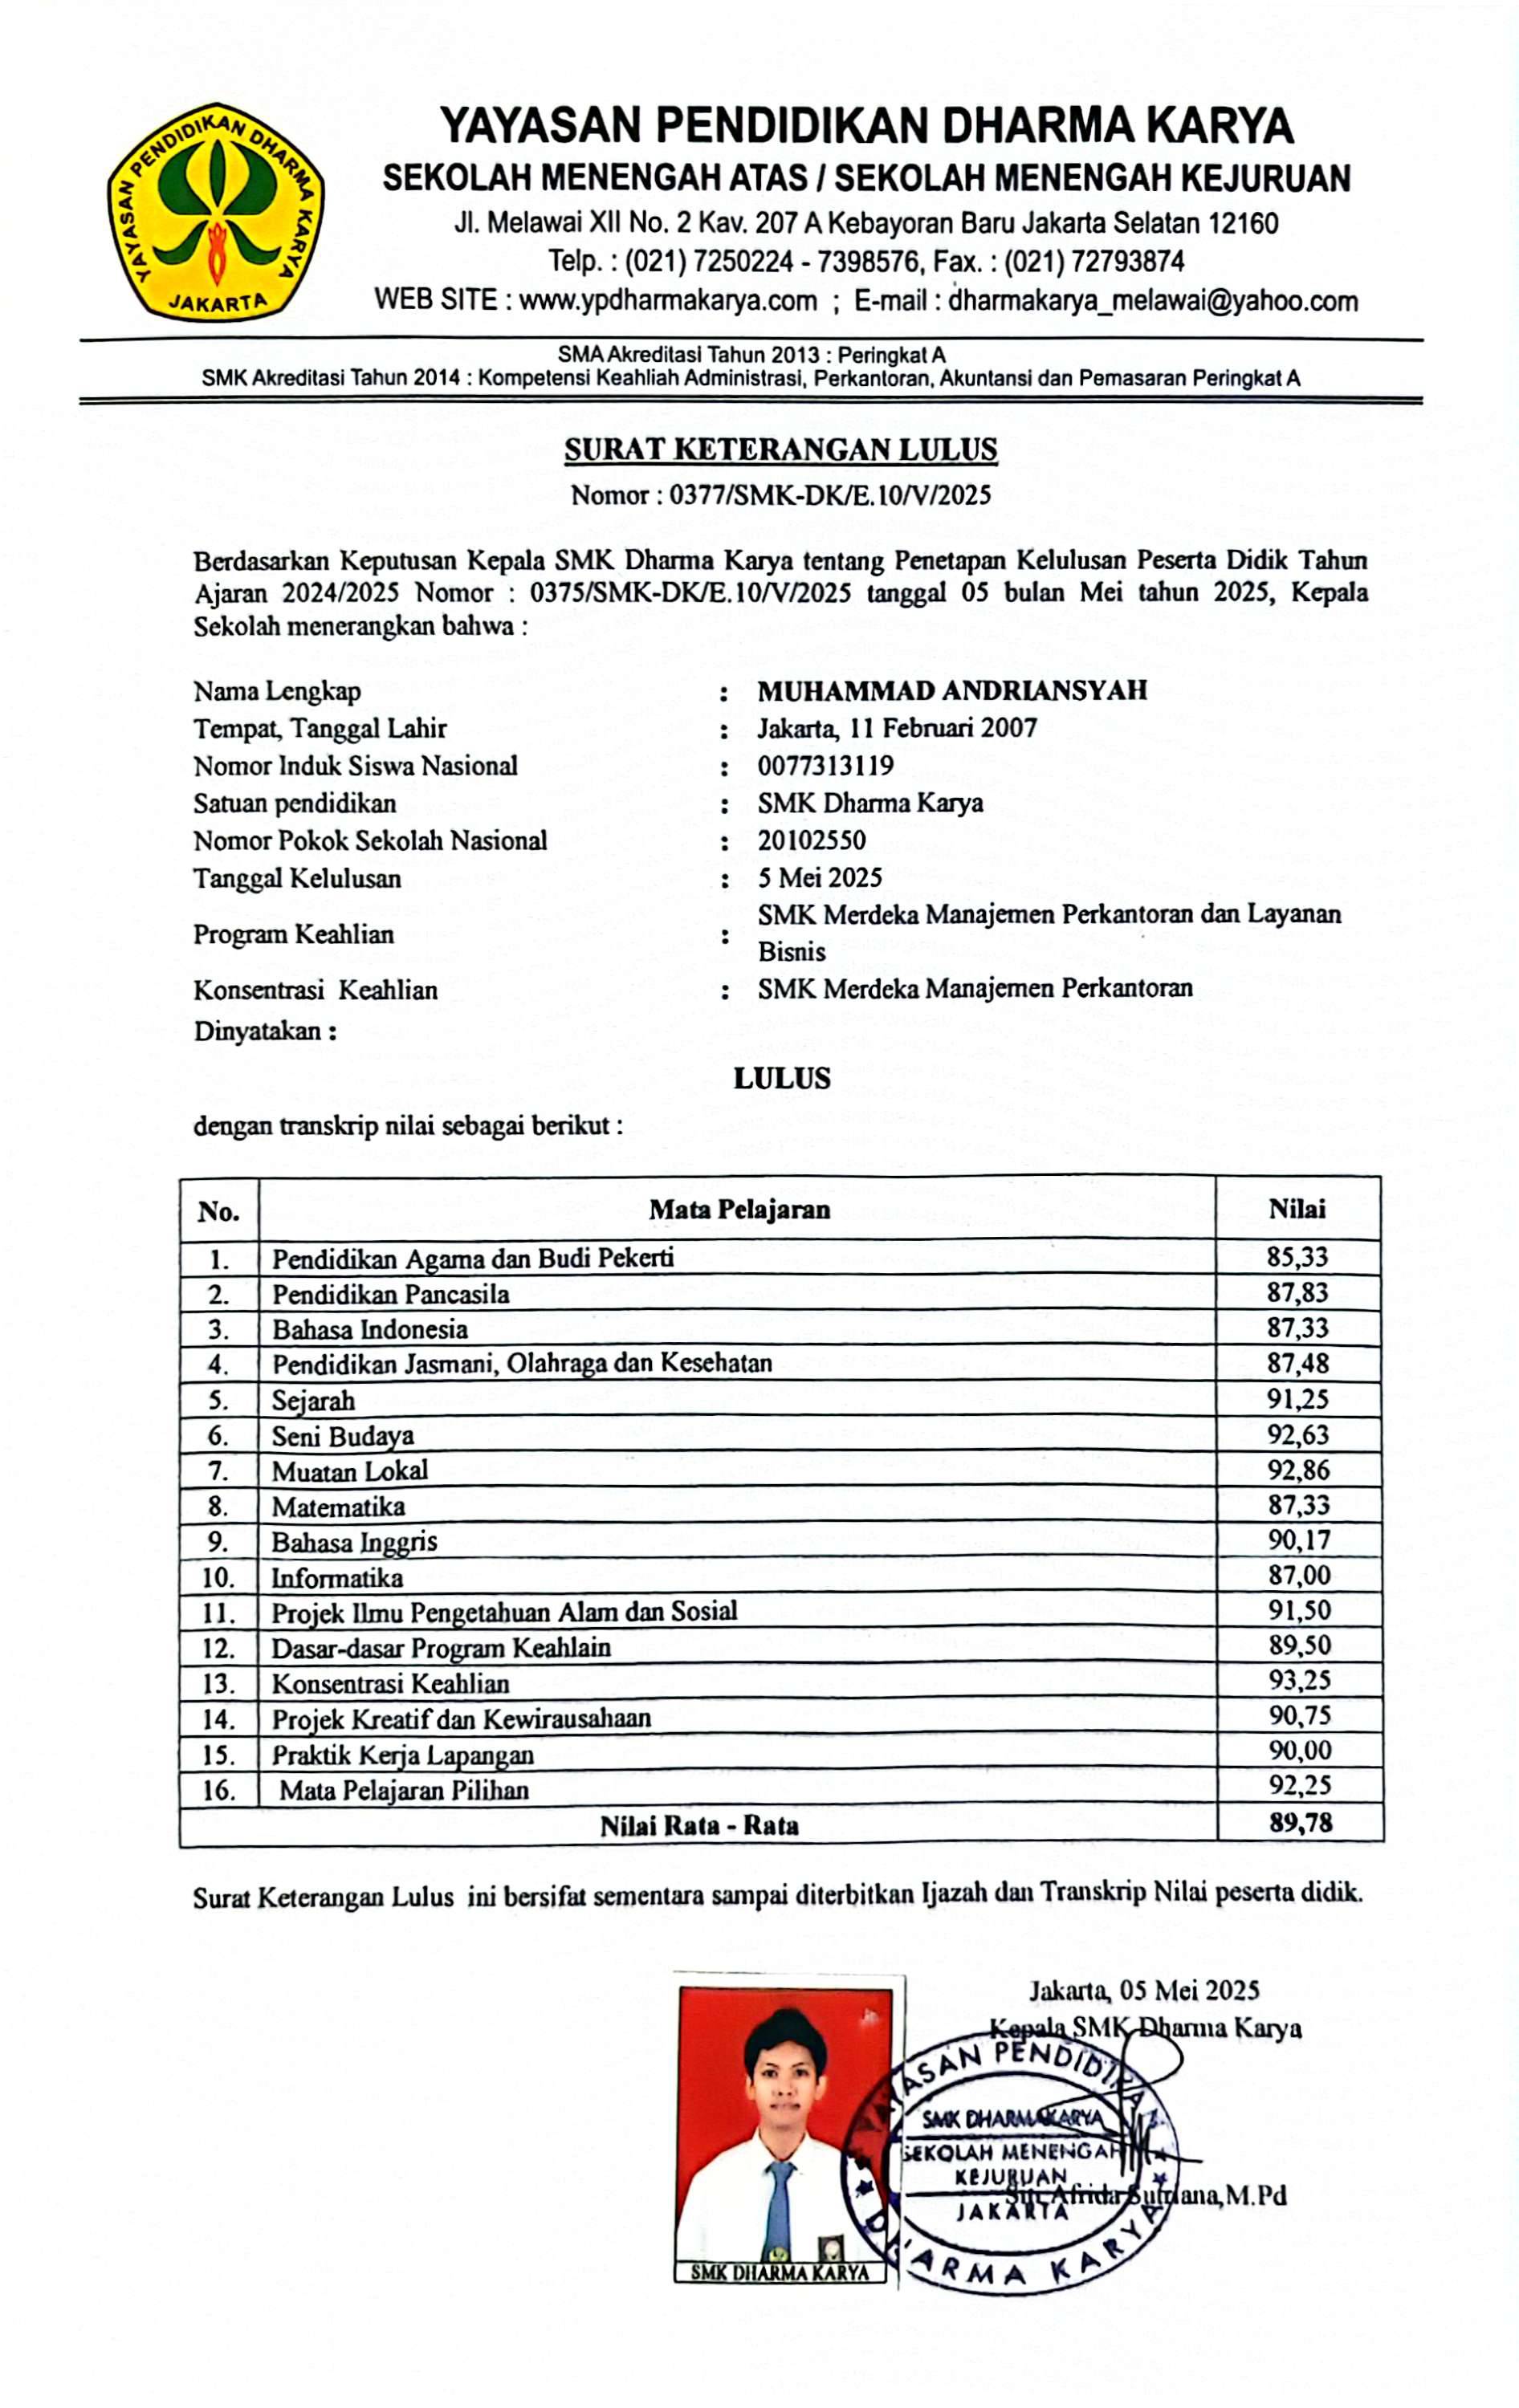 YAYASAN PENDIDIKAN DHARMA KARYA
JAKARTA
YAYASAN PENDIDIKAN DHARMA KARYA
SEKOLAH MENENGAH ATAS / SEKOLAH MENENGAH KEJURUAN
Jl. Melawai XII No. 2 Kav. 207 A Kebayoran Baru Jakarta Selatan 12160
Telp. : (021) 7250224 - 7398576, Fax. : (021) 72793874
WEB SITE : www.ypdharmakarya.com ; E-mail : dharmakarya_melawai@yahoo.com
SMA Akreditasi Tahun 2013 : Peringkat A
SMK Akreditasi Tahun 2014 : Kompetensi Keahliah Administrasi, Perkantoran, Akuntansi dan Pemasaran Peringkat A
SURAT KETERANGAN LULUS
Nomor : 0377/SMK-DK/E.10/V/2025
Berdasarkan Keputusan Kepala SMK Dharma Karya tentang Penetapan Kelulusan Peserta Didik Tahun
Ajaran 2024/2025 Nomor : 0375/SMK-DK/E.10/V/2025 tanggal 05 bulan Mei tahun 2025, Kepala
Sekolah menerangkan bahwa :
Nama Lengkap : MUHAMMAD ANDRIANSYAH
Tempat, Tanggal Lahir : Jakarta, 11 Februari 2007
Nomor Induk Siswa Nasional : 0077313119
Satuan pendidikan : SMK Dharma Karya
Nomor Pokok Sekolah Nasional : 20102550
Tanggal Kelulusan : 5 Mei 2025
Program Keahlian : SMK Merdeka Manajemen Perkantoran dan Layanan
Bisnis
Konsentrasi Keahlian : SMK Merdeka Manajemen Perkantoran
Dinyatakan :
LULUS
dengan transkrip nilai sebagai berikut :
No. Mata Pelajaran Nilai
1. Pendidikan Agama dan Budi Pekerti 85,33
2. Pendidikan Pancasila 87,83
3. Bahasa Indonesia 87,33
4. Pendidikan Jasmani, Olahraga dan Kesehatan 87,48
5. Sejarah 91,25
6. Seni Budaya 92,63
7. Muatan Lokal 92,86
8. Matematika 87,33
9. Bahasa Inggris 90,17
10. Informatika 87,00
11. Projek Ilmu Pengetahuan Alam dan Sosial 91,50
12. Dasar-dasar Program Keahlain 89,50
13. Konsentrasi Keahlian 93,25
14. Projek Kreatif dan Kewirausahaan 90,75
15. Praktik Kerja Lapangan 90,00
16. Mata Pelajaran Pilihan 92,25
Nilai Rata - Rata 89,78
Surat Keterangan Lulus ini bersifat sementara sampai diterbitkan Ijazah dan Transkrip Nilai peserta didik.
Jakarta, 05 Mei 2025
Kepala SMK Dharma Karya
PENDIDIKAN
SMK DHARMA KARYA
SEKOLAH MENENGAH
KEJURUAN
JAKARTA
DHARMA KARYA
Afrida M.Pd
SMK DHARMA KARYA